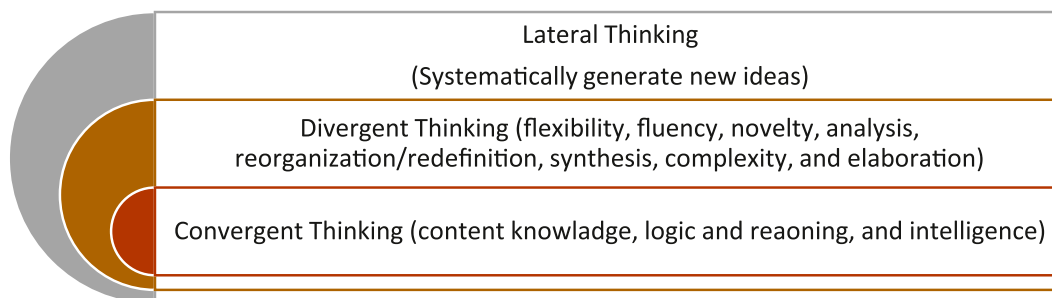 Lateral Thinking
(Systematically generate new ideas)
Divergent Thinking (flexibility, fluency, novelty, analysis,
reorganization/redefinition, synthesis, complexity, and elaboration)
Convergent Thinking (content knowladge, logic and reaoning, and intelligence)